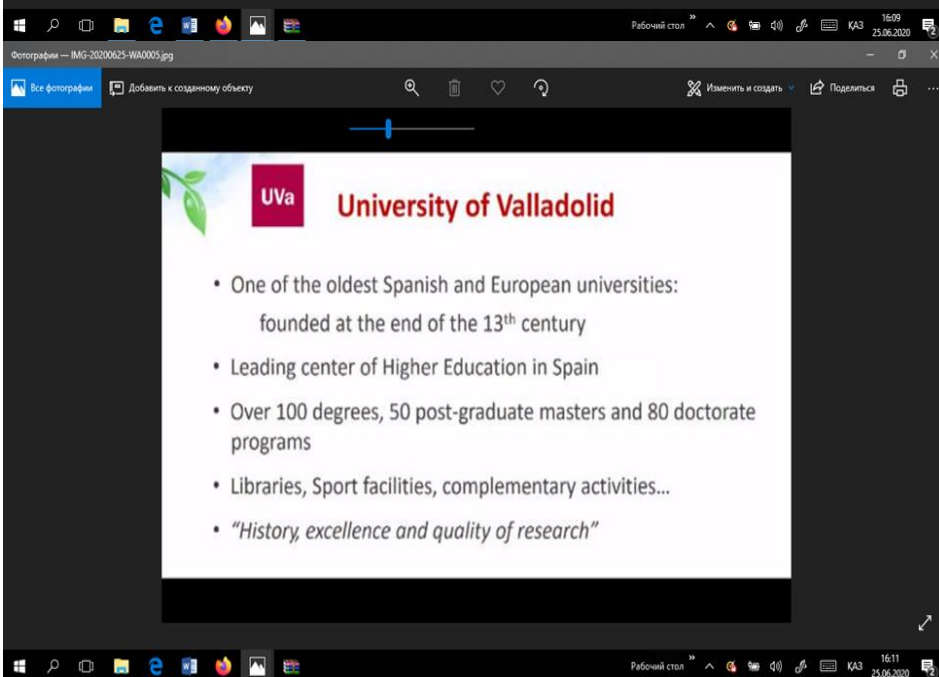 Рабочий стол
»
ҚАЗ
16:09
25.06.2020
2
Фотографии — IMG-20200625-WA0005.jpg
Все фотографии
Добавить к созданному объекту
Изменить и создать
Поделиться
UVa
University of Valladolid
• One of the oldest Spanish and European universities:
founded at the end of the 13th century
• Leading center of Higher Education in Spain
• Over 100 degrees, 50 post-graduate masters and 80 doctorate
programs
• Libraries, Sport facilities, complementary activities...
• “History, excellence and quality of research”
Рабочий стол
»
ҚАЗ
16:11
25.06.2020
2